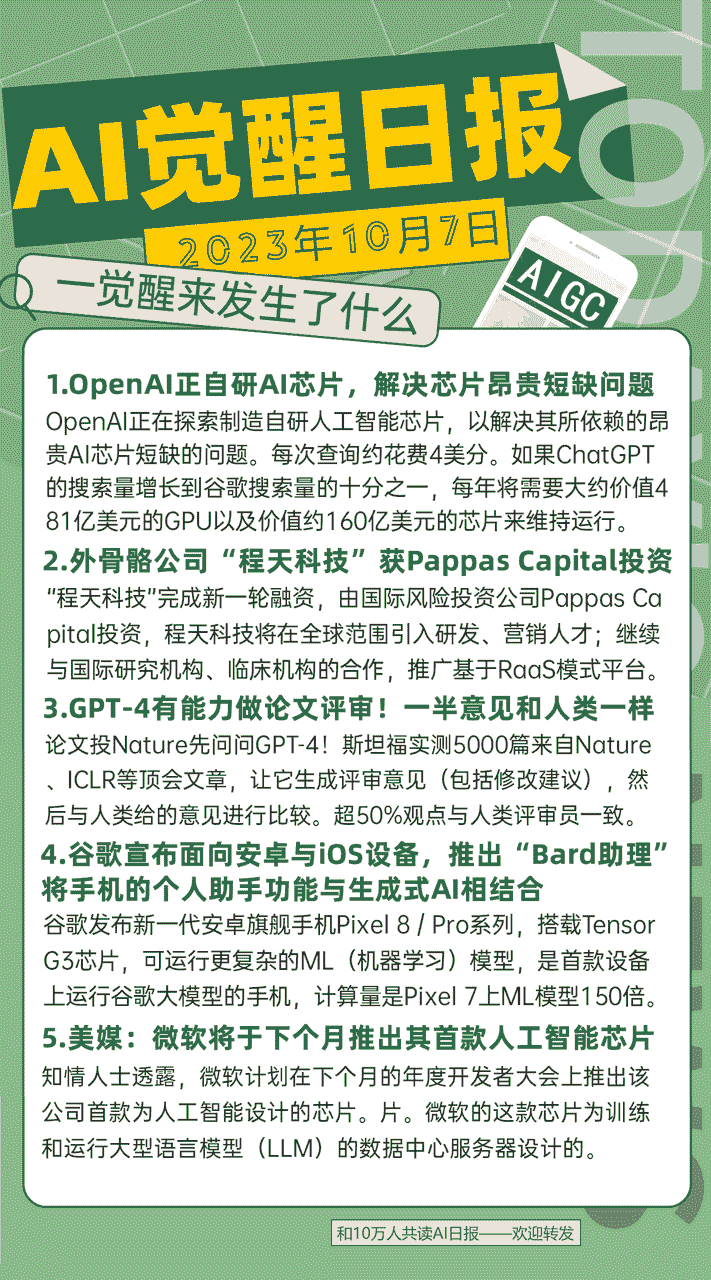 AI觉醒日报
2023年10月7日
一觉醒来发生了什么
AIGC
1.OpenAI正自研AI芯片，解决芯片昂贵短缺问题
OpenAI正在探索制造自研人工智能芯片，以解决其所依赖的昂
贵AI芯片短缺的问题。每次查询约花费4美分。如果ChatGPT
的搜索量增长到谷歌搜索量的十分之一，每年将需要大约价值4
81亿美元的GPU以及价值约160亿美元的芯片来维持运行。
2.外骨骼公司“程天科技”获Pappas Capital投资
“程天科技”完成新一轮融资，由国际风险投资公司Pappas Ca
pital投资，程天科技将在全球范围引入研发、营销人才；继续
与国际研究机构、临床机构的合作，推广基于RaaS模式平台。
3.GPT-4有能力做论文评审！一半意见和人类一样
论文投Nature先问问GPT-4！斯坦福实测5000篇来自Nature
、ICLR等顶会文章，让它生成评审意见（包括修改建议），然
后与人类给的意见进行比较。超50%观点与人类评审员一致。
4.谷歌宣布面向安卓与iOS设备，推出“Bard助理”
将手机的个人助手功能与生成式AI相结合
谷歌发布新一代安卓旗舰手机Pixel 8 / Pro系列，搭载Tensor
G3芯片，可运行更复杂的ML（机器学习）模型，是首款设备
上运行谷歌大模型的手机，计算量是Pixel 7上ML模型150倍。
5.美媒：微软将于下个月推出其首款人工智能芯片
知情人士透露，微软计划在下个月的年度开发者大会上推出该
公司首款为人工智能设计的芯片。片。微软的这款芯片为训练
和运行大型语言模型（LLM）的数据中心服务器设计的。
和10万人共读AI日报——欢迎转发